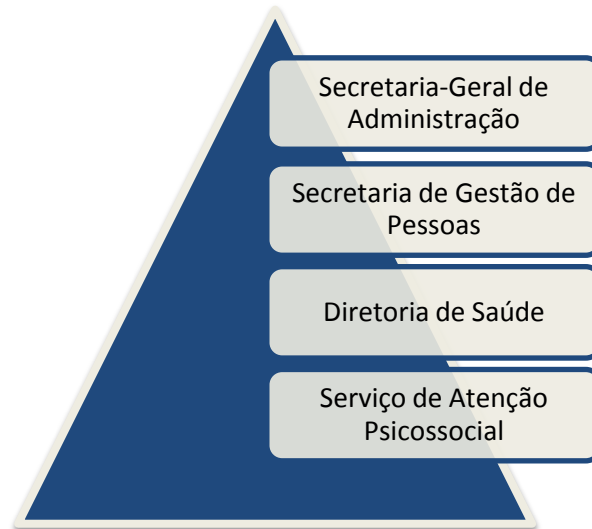 Secretaria-Geral de
Administração
Secretaria de Gestão de
Pessoas
Diretoria de Saúde
Serviço de Atenção
Psicossocial